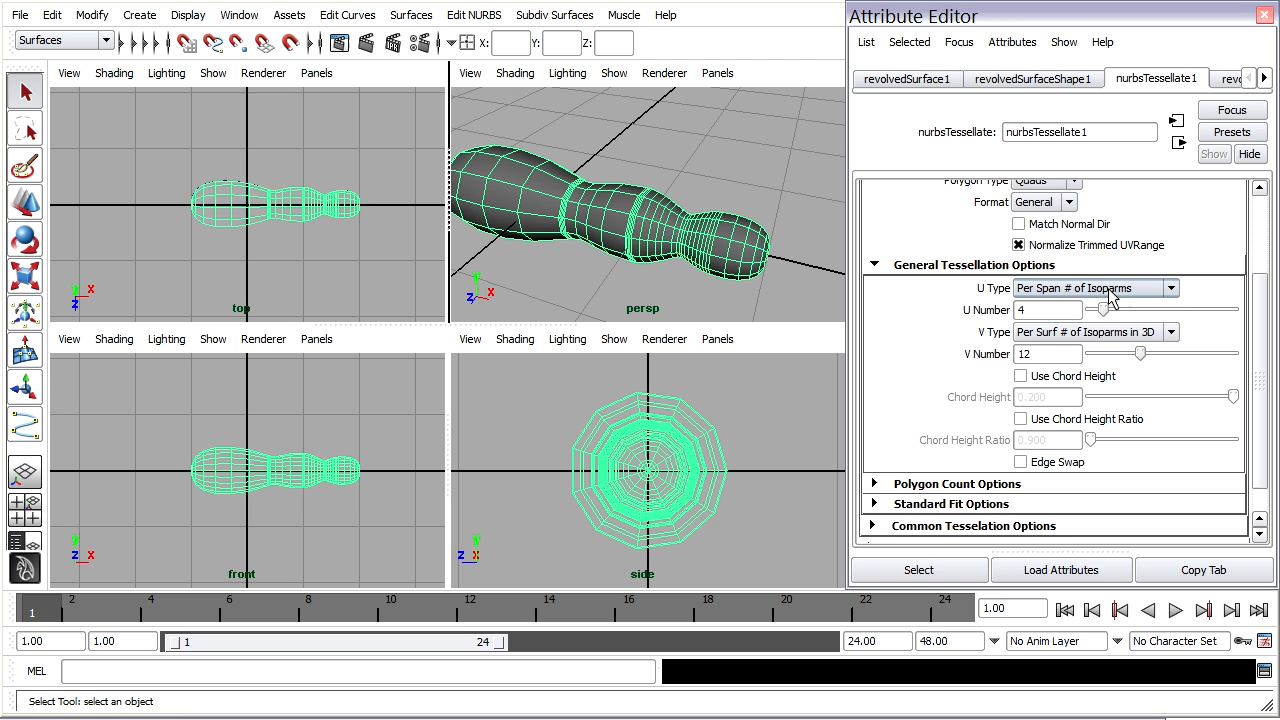 File Edit Modify Create Display Window Assets Edit Curves Surfaces Edit NURBS Subdiv Surfaces Muscle Help
Surfaces X: Y: Z:
View Shading Lighting Show Renderer Panels
View Shading Lighting Show Renderer Panels
y x z
top
y x z
persp
View Shading Lighting Show Renderer Panels
View Shading Lighting Show Renderer Panels
y z x
front
y z x
side
Attribute Editor
List Selected Focus Attributes Show Help
revolvedSurface1 revolvedSurfaceShape1 nurbsTessellate1
Focus
nurbsTessellate: nurbsTessellate1 Presets
Show Hide
Polygon Type Quads
Format General
Match Normal Dir
Normalize Trimmed UVRange
General Tessellation Options
U Type Per Span # of Isoparms
U Number 4
V Type Per Surf # of Isoparms in 3D
V Number 12
Use Chord Height
Chord Height 0.200
Use Chord Height Ratio
Chord Height Ratio 0.900
Edge Swap
Polygon Count Options
Standard Fit Options
Common Tesselation Options
Select Load Attributes Copy Tab
1 2 4 6 8 10 12 14 16 18 20 22 24 1.00
1.00 1.00 1 24 24.00 48.00 No Anim Layer No Character Set
MEL
Select Tool: select an object